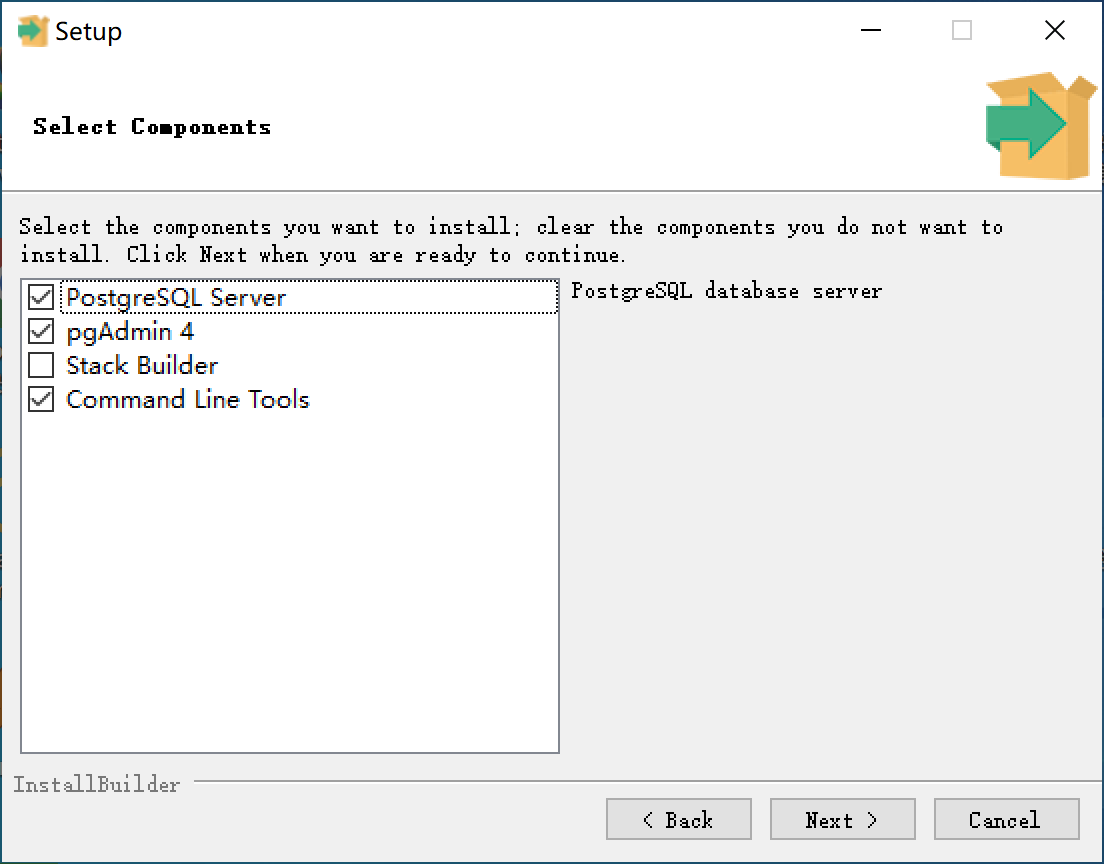 Setup
Select Components
Select the components you want to install; clear the components you do not want to
install. Click Next when you are ready to continue.
PostgreSQL Server
PostgreSQL database server
pgAdmin 4
Stack Builder
Command Line Tools
InstallBuilder
< Back
Next >
Cancel